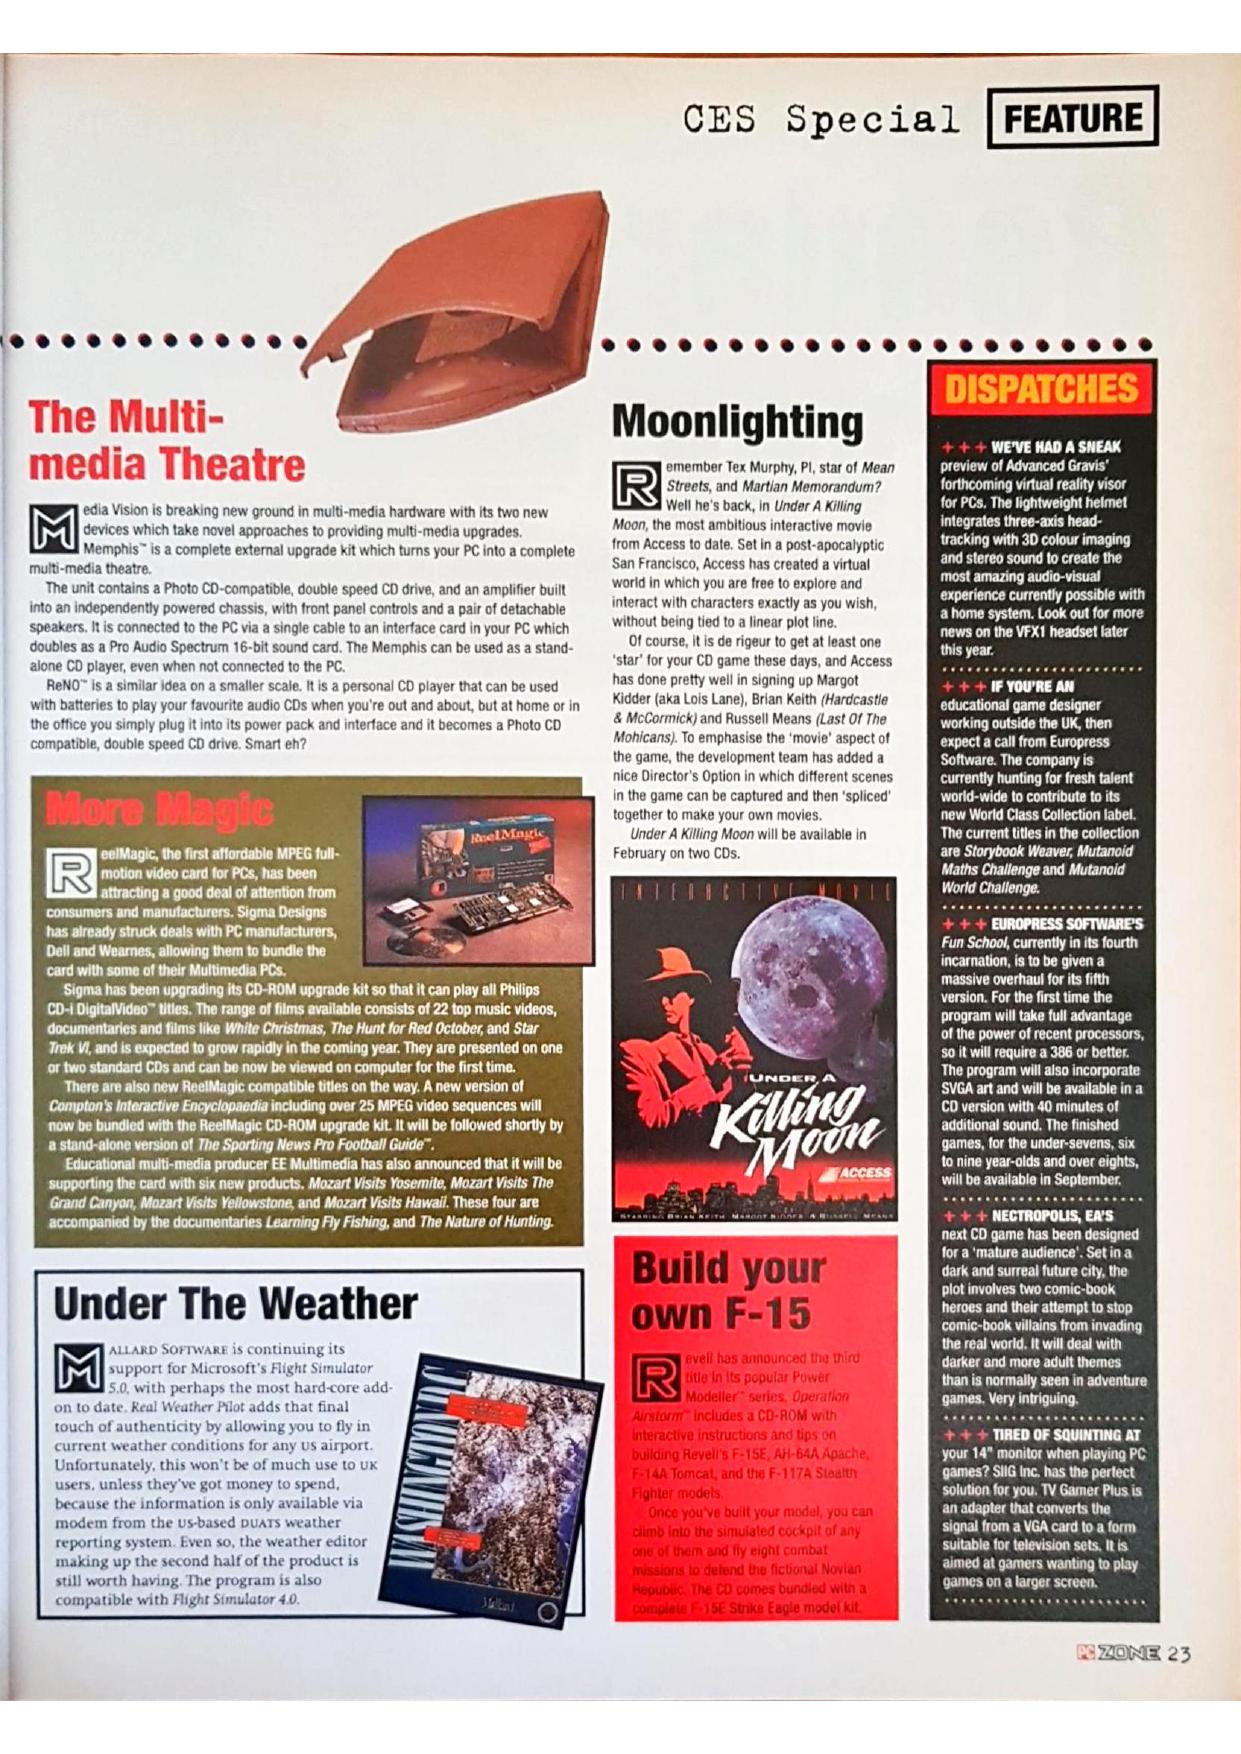 CES Special FEATURE
The Multi-
media Theatre
Media Vision is breaking new ground in multi-media hardware with its two new
devices which take novel approaches to providing multi-media upgrades.
Memphis™ is a complete external upgrade kit which turns your PC into a complete
multi-media theatre.
The unit contains a Photo CD-compatible, double speed CD drive, and an amplifier built
into an independently powered chassis, with front panel controls and a pair of detachable
speakers. It is connected to the PC via a single cable to an interface card in your PC which
doubles as a Pro Audio Spectrum 16-bit sound card. The Memphis can be used as a stand-
alone CD player, even when not connected to the PC.
ReNO™ is a similar idea on a smaller scale. It is a personal CD player that can be used
with batteries to play your favourite audio CDs when you're out and about, but at home or in
the office you simply plug it into its power pack and interface and it becomes a Photo CD
compatible, double speed CD drive. Smart eh?
More Magic
ReelMagic, the first affordable MPEG full-
motion video card for PCs, has been
attracting a good deal of attention from
consumers and manufacturers. Sigma Designs
has already struck deals with PC manufacturers,
Dell and Wearnes, allowing them to bundle the
card with some of their Multimedia PCs.
Sigma has been upgrading its CD-ROM upgrade kit so that it can play all Philips
CD-i DigitalVideo™ titles. The range of films available consists of 22 top music videos,
documentaries and films like White Christmas, The Hunt for Red October, and Star
Trek VI, and is expected to grow rapidly in the coming year. They are presented on one
or two standard CDs and can be now be viewed on computer for the first time.
There are also new ReelMagic compatible titles on the way. A new version of
Compton's Interactive Encyclopaedia including over 25 MPEG video sequences will
now be bundled with the ReelMagic CD-ROM upgrade kit. It will be followed shortly by
a stand-alone version of The Sporting News Pro Football Guide™.
Educational multi-media producer EE Multimedia has also announced that it will be
supporting the card with six new products. Mozart Visits Yosemite, Mozart Visits The
Grand Canyon, Mozart Visits Yellowstone, and Mozart Visits Hawaii. These four are
accompanied by the documentaries Learning Fly Fishing, and The Nature of Hunting.
ReelMagic
Under The Weather
MALLARD SOFTWARE is continuing its
support for Microsoft's Flight Simulator
5.0, with perhaps the most hard-core add-
on to date. Real Weather Pilot adds that final
touch of authenticity by allowing you to fly in
current weather conditions for any US airport.
Unfortunately, this won't be of much use to UK
users, unless they've got money to spend,
because the information is only available via
modem from the US-based DUATS weather
reporting system. Even so, the weather editor
making up the second half of the product is
still worth having. The program is also
compatible with Flight Simulator 4.0.
WASHINGTON
Mallard
Moonlighting
Remember Tex Murphy, PI, star of Mean
Streets, and Martian Memorandum?
Well he's back, in Under A Killing
Moon, the most ambitious interactive movie
from Access to date. Set in a post-apocalyptic
San Francisco, Access has created a virtual
world in which you are free to explore and
interact with characters exactly as you wish,
without being tied to a linear plot line.
Of course, it is de rigeur to get at least one
'star' for your CD game these days, and Access
has done pretty well in signing up Margot
Kidder (aka Lois Lane), Brian Keith (Hardcastle
& McCormick) and Russell Means (Last Of The
Mohicans). To emphasise the 'movie' aspect of
the game, the development team has added a
nice Director's Option in which different scenes
in the game can be captured and then 'spliced'
together to make your own movies.
Under A Killing Moon will be available in
February on two CDs.
INTERACTIVE MOVIE
UNDER A
Killing
Moon
ACCESS
STARRING BRIAN KEITH MARGOT KIDDER & RUSSELL MEANS
Build your
own F-15
Revell has announced the third
title in its popular Power
Modeller™ series. Operation
Airstorm™ includes a CD-ROM with
interactive instructions and tips on
building Revell's F-15E, AH-64A Apache,
F-14A Tomcat, and the F-117A Stealth
Fighter models.
Once you've built your model, you can
climb into the simulated cockpit of any
one of them and fly eight combat
missions to defend the fictional Novian
Republic. The CD comes bundled with a
complete F-15E Strike Eagle model kit.
DISPATCHES
+ + + WE'VE HAD A SNEAK
preview of Advanced Gravis'
forthcoming virtual reality visor
for PCs. The lightweight helmet
integrates three-axis head-
tracking with 3D colour imaging
and stereo sound to create the
most amazing audio-visual
experience currently possible with
a home system. Look out for more
news on the VFX1 headset later
this year.
+ + + IF YOU'RE AN
educational game designer
working outside the UK, then
expect a call from Europress
Software. The company is
currently hunting for fresh talent
world-wide to contribute to its
new World Class Collection label.
The current titles in the collection
are Storybook Weaver, Mutanoid
Maths Challenge and Mutanoid
World Challenge.
+ + + EUROPRESS SOFTWARE'S
Fun School, currently in its fourth
incarnation, is to be given a
massive overhaul for its fifth
version. For the first time the
program will take full advantage
of the power of recent processors,
so it will require a 386 or better.
The program will also incorporate
SVGA art and will be available in a
CD version with 40 minutes of
additional sound. The finished
games, for the under-sevens, six
to nine year-olds and over eights,
will be available in September.
+ + + NECTROPOLIS, EA'S
next CD game has been designed
for a 'mature audience'. Set in a
dark and surreal future city, the
plot involves two comic-book
heroes and their attempt to stop
comic-book villains from invading
the real world. It will deal with
darker and more adult themes
than is normally seen in adventure
games. Very intriguing.
+ + + TIRED OF SQUINTING AT
your 14" monitor when playing PC
games? SIIG Inc. has the perfect
solution for you. TV Gamer Plus is
an adapter that converts the
signal from a VGA card to a form
suitable for television sets. It is
aimed at gamers wanting to play
games on a larger screen.
PC ZONE 23